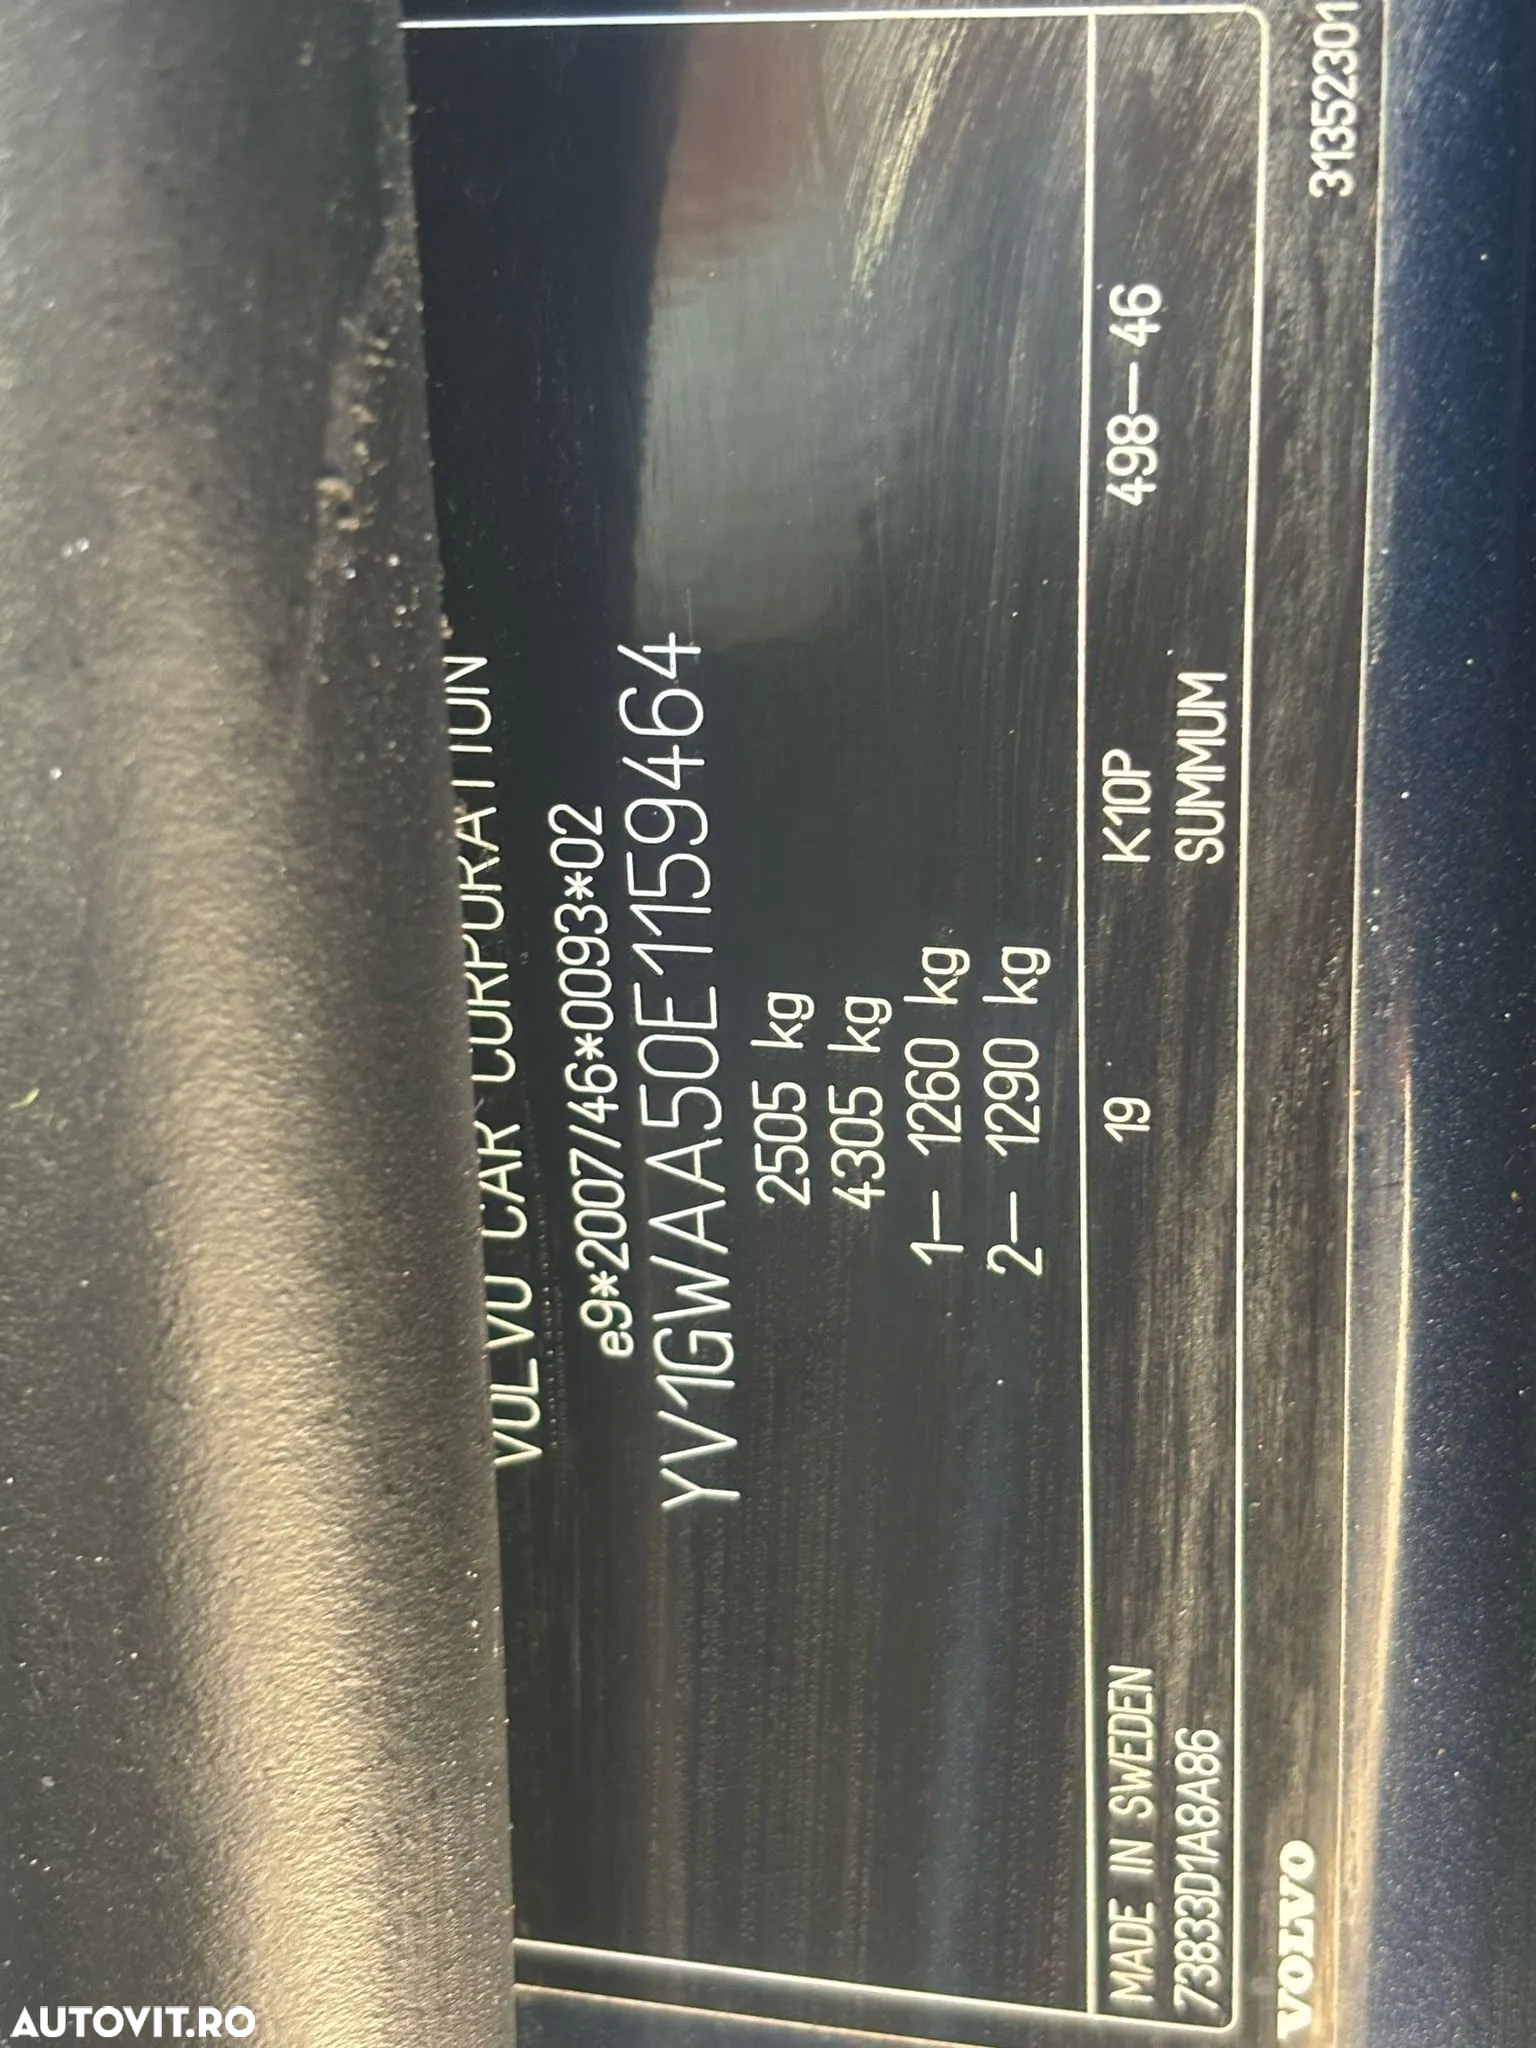 VOLVO CAR CORPORATION
e9*2007/46*0093*02
YV1GWAA50E1159464
2505 kg
4305 kg
1— 1260 kg
2— 1290 kg
MADE IN SWEDEN 19 K10P 498—46
73833D1A8A86 SUMMUM
VOLVO 31352301
AUTOVIT.RO